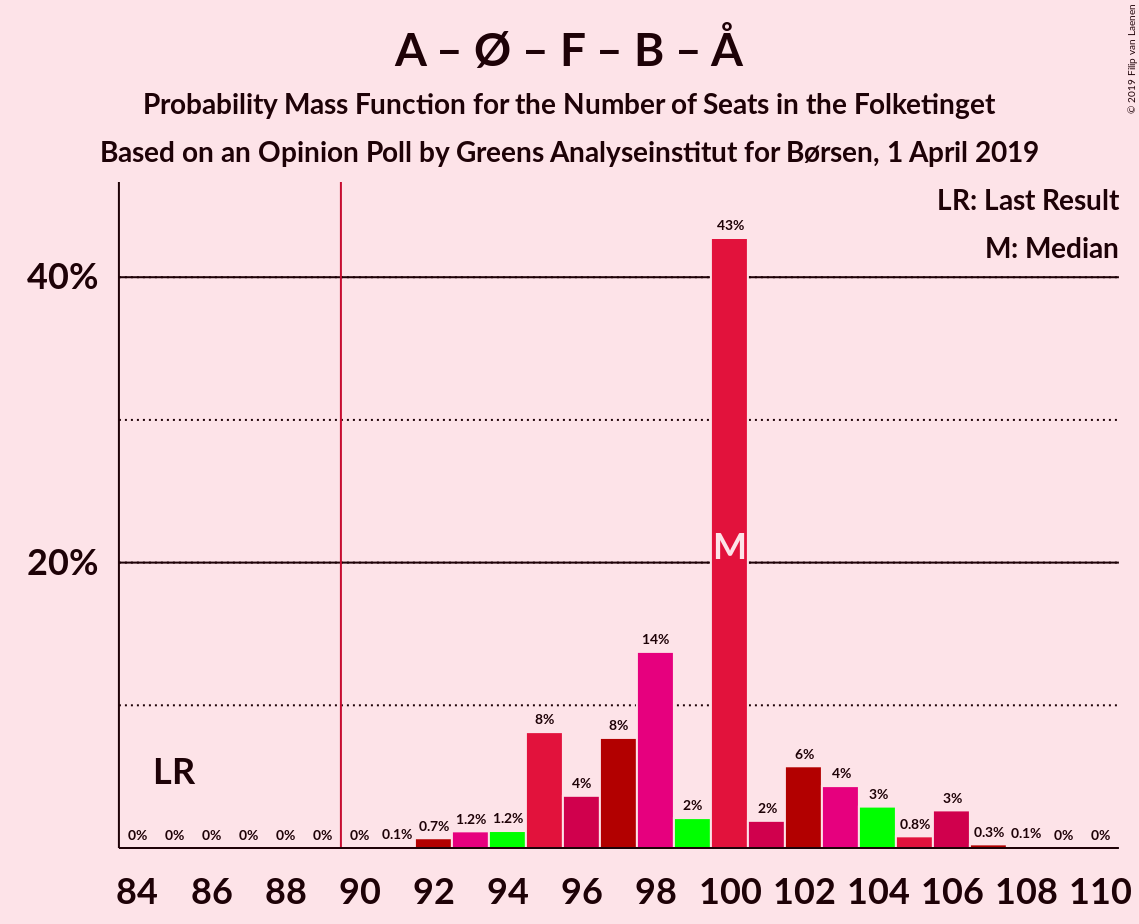 A – Ø – F – B – Å
Probability Mass Function for the Number of Seats in the Folketinget
Based on an Opinion Poll by Greens Analyseinstitut for Børsen, 1 April 2019
© 2019 Filip van Laenen
LR: Last Result
M: Median
40%
20%
LR
M
0% 0% 0% 0% 0% 0% 0% 0.1% 0.7% 1.2% 1.2% 8% 4% 8% 14% 2% 43% 2% 6% 4% 3% 0.8% 3% 0.3% 0.1% 0% 0%
84 86 88 90 92 94 96 98 100 102 104 106 108 110